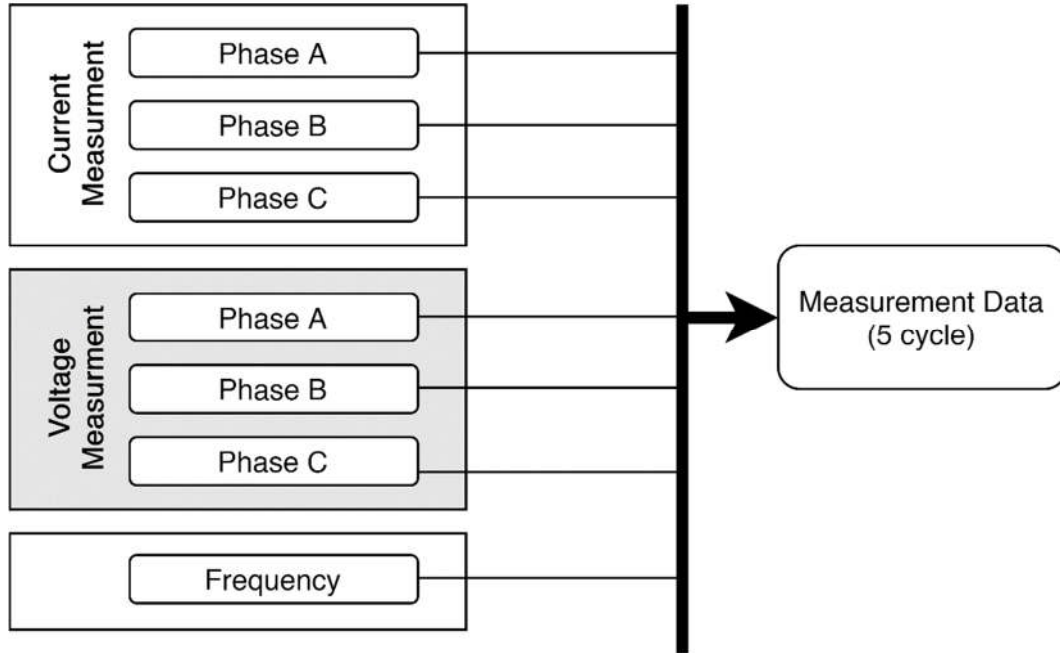 Current
Measurment
Phase A
Phase B
Phase C
Voltage
Measurment
Phase A
Phase B
Phase C
Frequency
Measurement Data
(5 cycle)